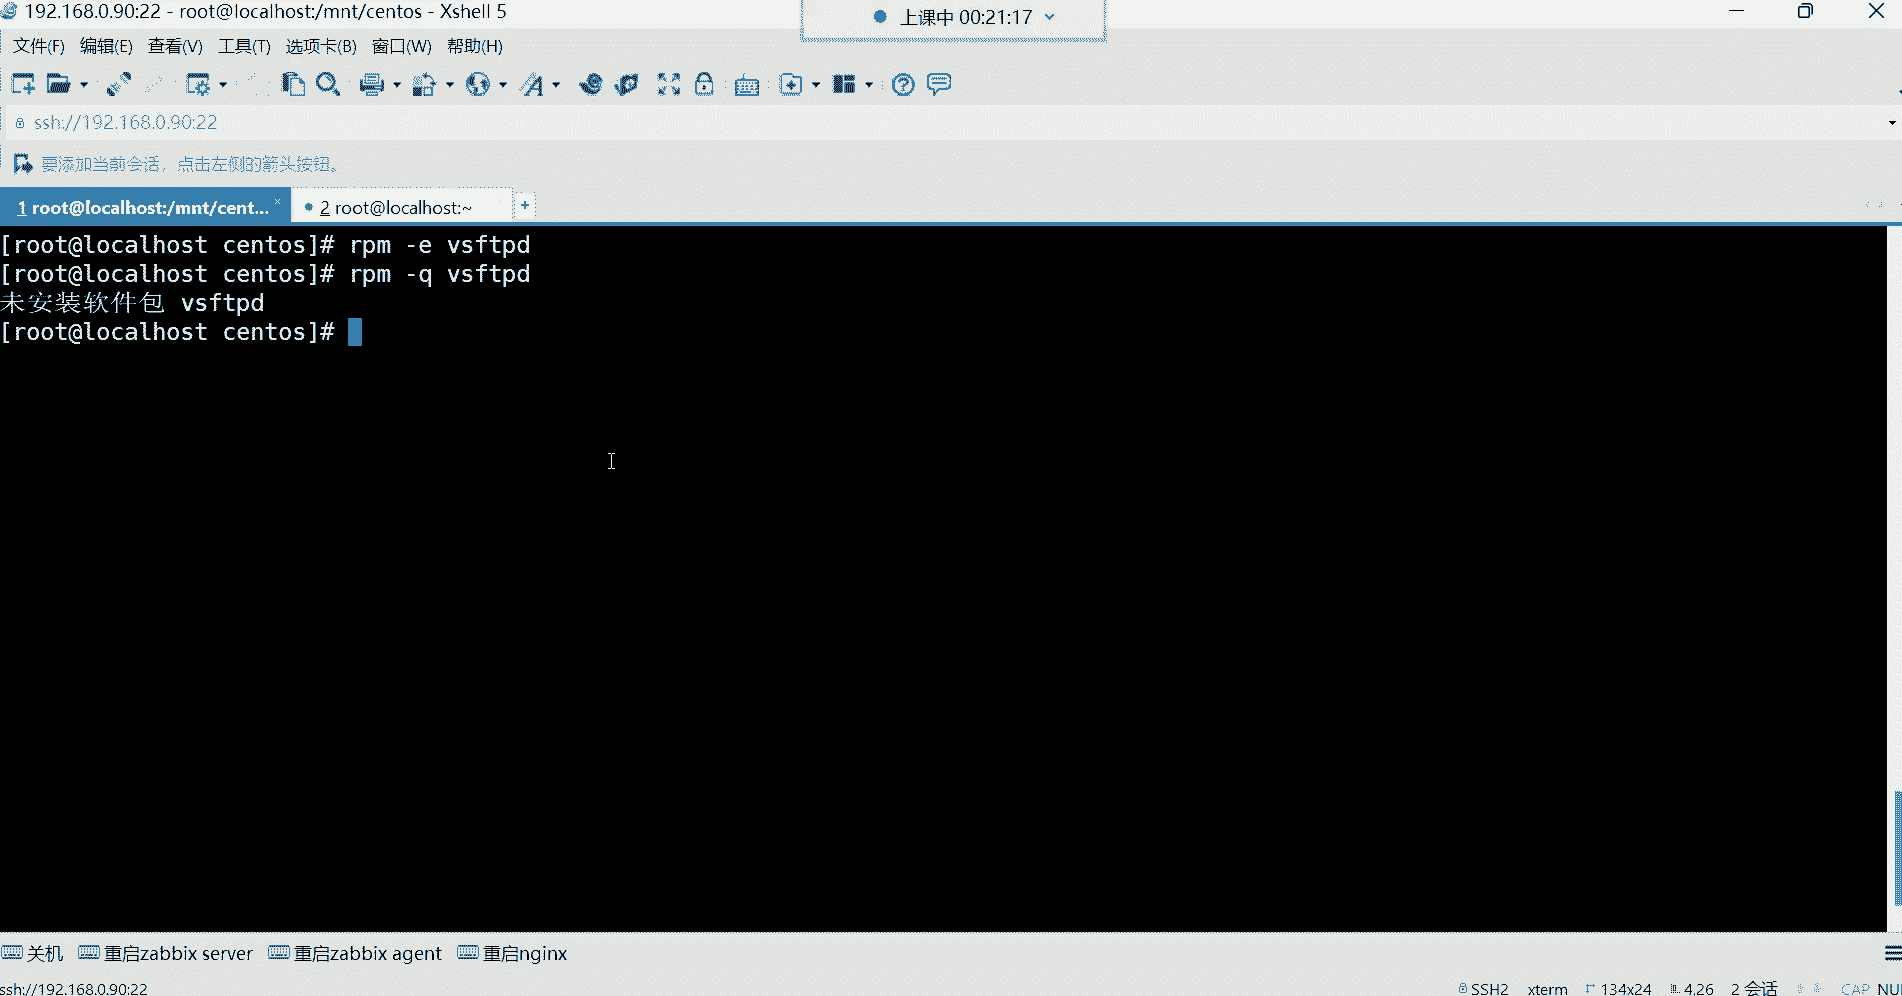 192.168.0.90:22 - root@localhost:/mnt/centos - Xshell 5
上课中 00:21:17
文件(F) 编辑(E) 查看(V) 工具(T) 选项卡(B) 窗口(W) 帮助(H)
ssh://192.168.0.90:22
要添加当前会话，点击左侧的箭头按钮。
1 root@localhost:/mnt/cent... 2 root@localhost:~
[root@localhost centos]# rpm -e vsftpd
[root@localhost centos]# rpm -q vsftpd
未安装软件包 vsftpd
[root@localhost centos]#
关机 重启zabbix server 重启zabbix agent 重启nginx
ssh://192.168.0.90:22 SSH2 xterm 134x24 4,26 2 会话 CAP NU